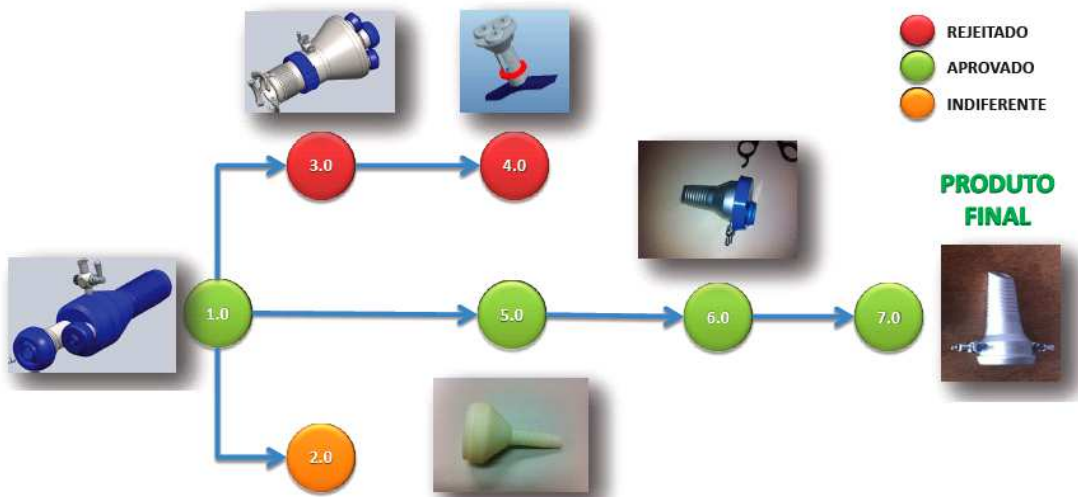 REJEITADO
APROVADO
INDIFERENTE
3.0
4.0
PRODUTO
FINAL
1.0
5.0
6.0
7.0
2.0